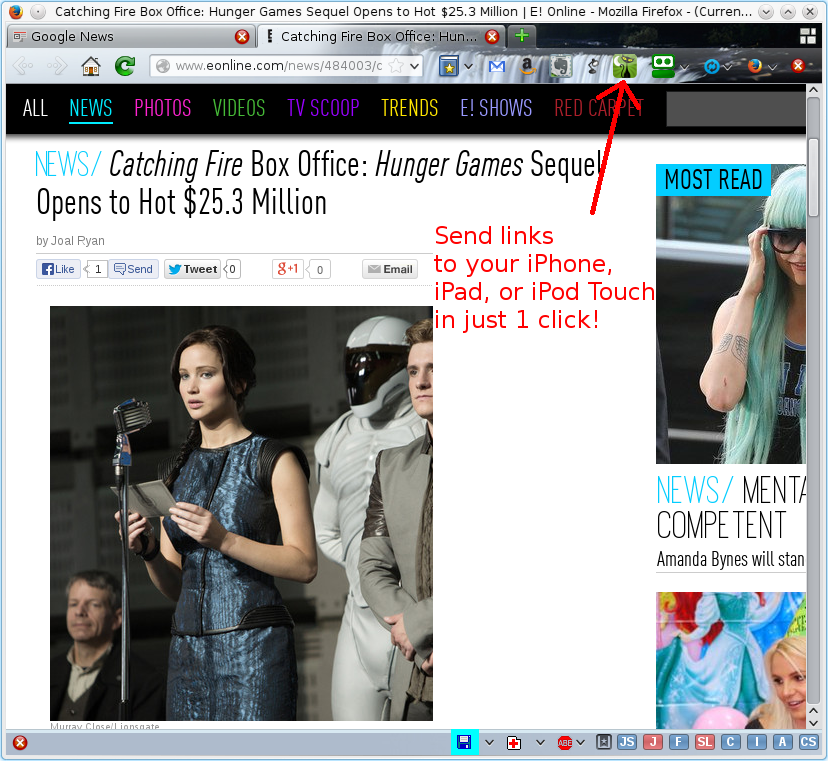 Catching Fire Box Office: Hunger Games Sequel Opens to Hot $25.3 Million | E! Online - Mozilla Firefox - (Curren...
Google News
Catching Fire Box Office: Hun...
www.eonline.com/news/484003/c
ALL NEWS PHOTOS VIDEOS TV SCOOP TRENDS E! SHOWS RED CARPET
NEWS/ Catching Fire Box Office: Hunger Games Sequel
Opens to Hot $25.3 Million
by Joal Ryan
Like 1 Send Tweet 0 g+1 0 Email
Send links
to your iPhone,
iPad, or iPod Touch
in just 1 click!
Murray Close/Lionsgate
MOST READ
NEWS/ MENTA
COMPETENT
Amanda Bynes will stan
ABE JS J F SL C I A CS